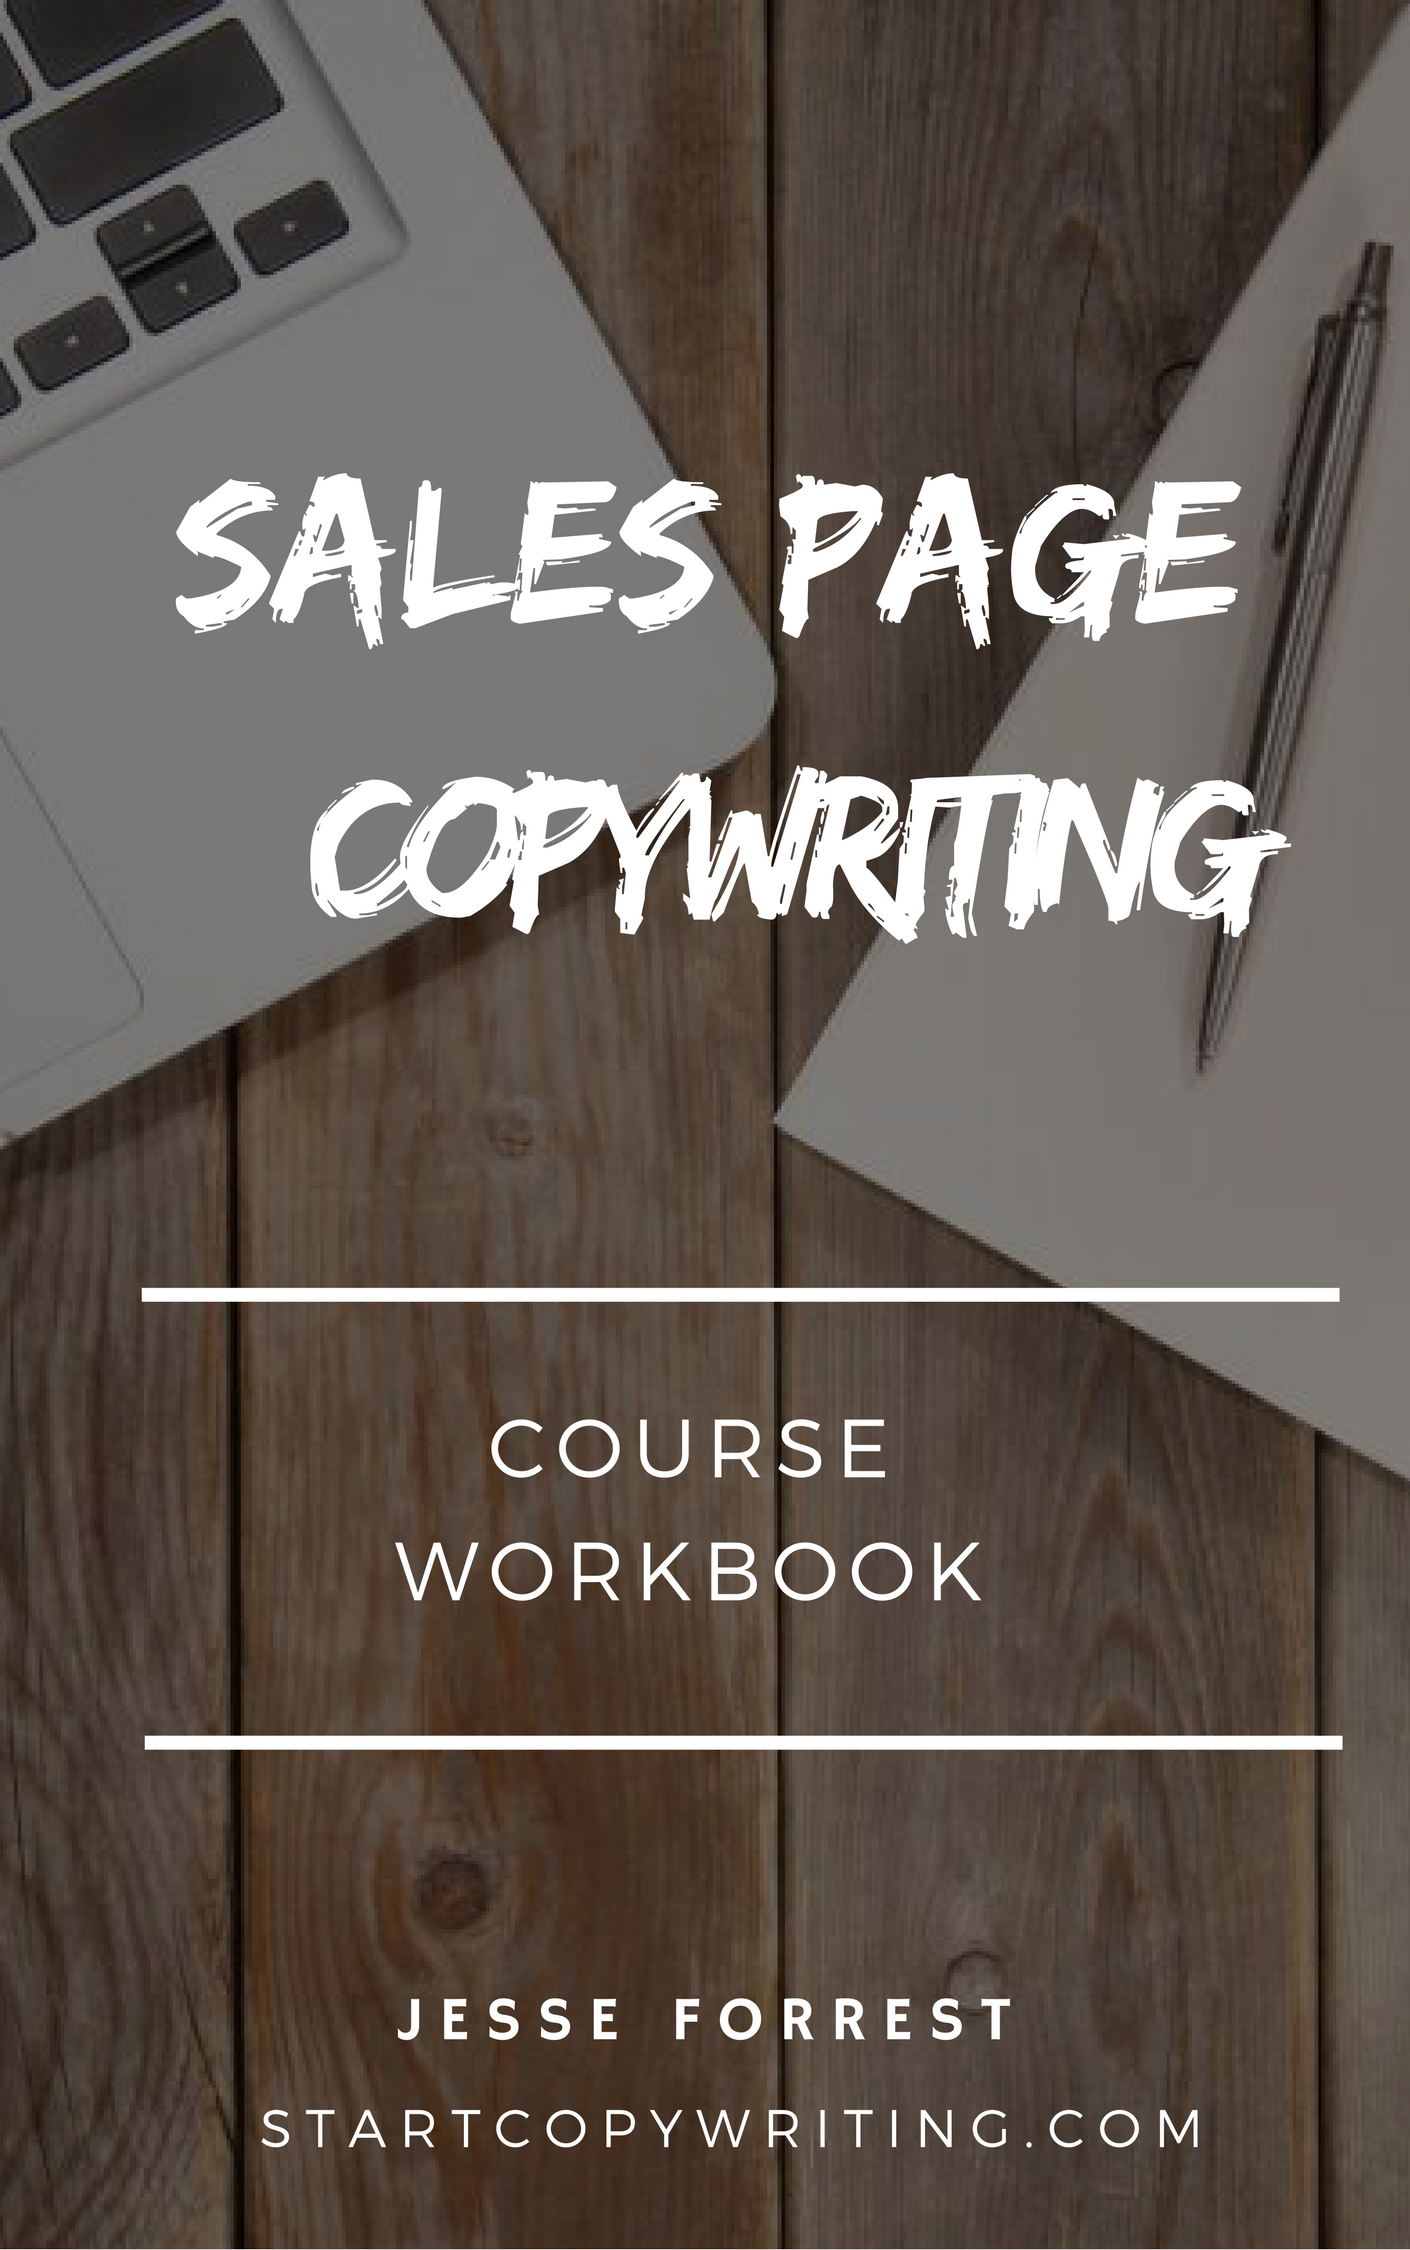 SALES PAGE
COPYWRITING
COURSE
WORKBOOK
JESSE FORREST
STARTCOPYWRITING.COM